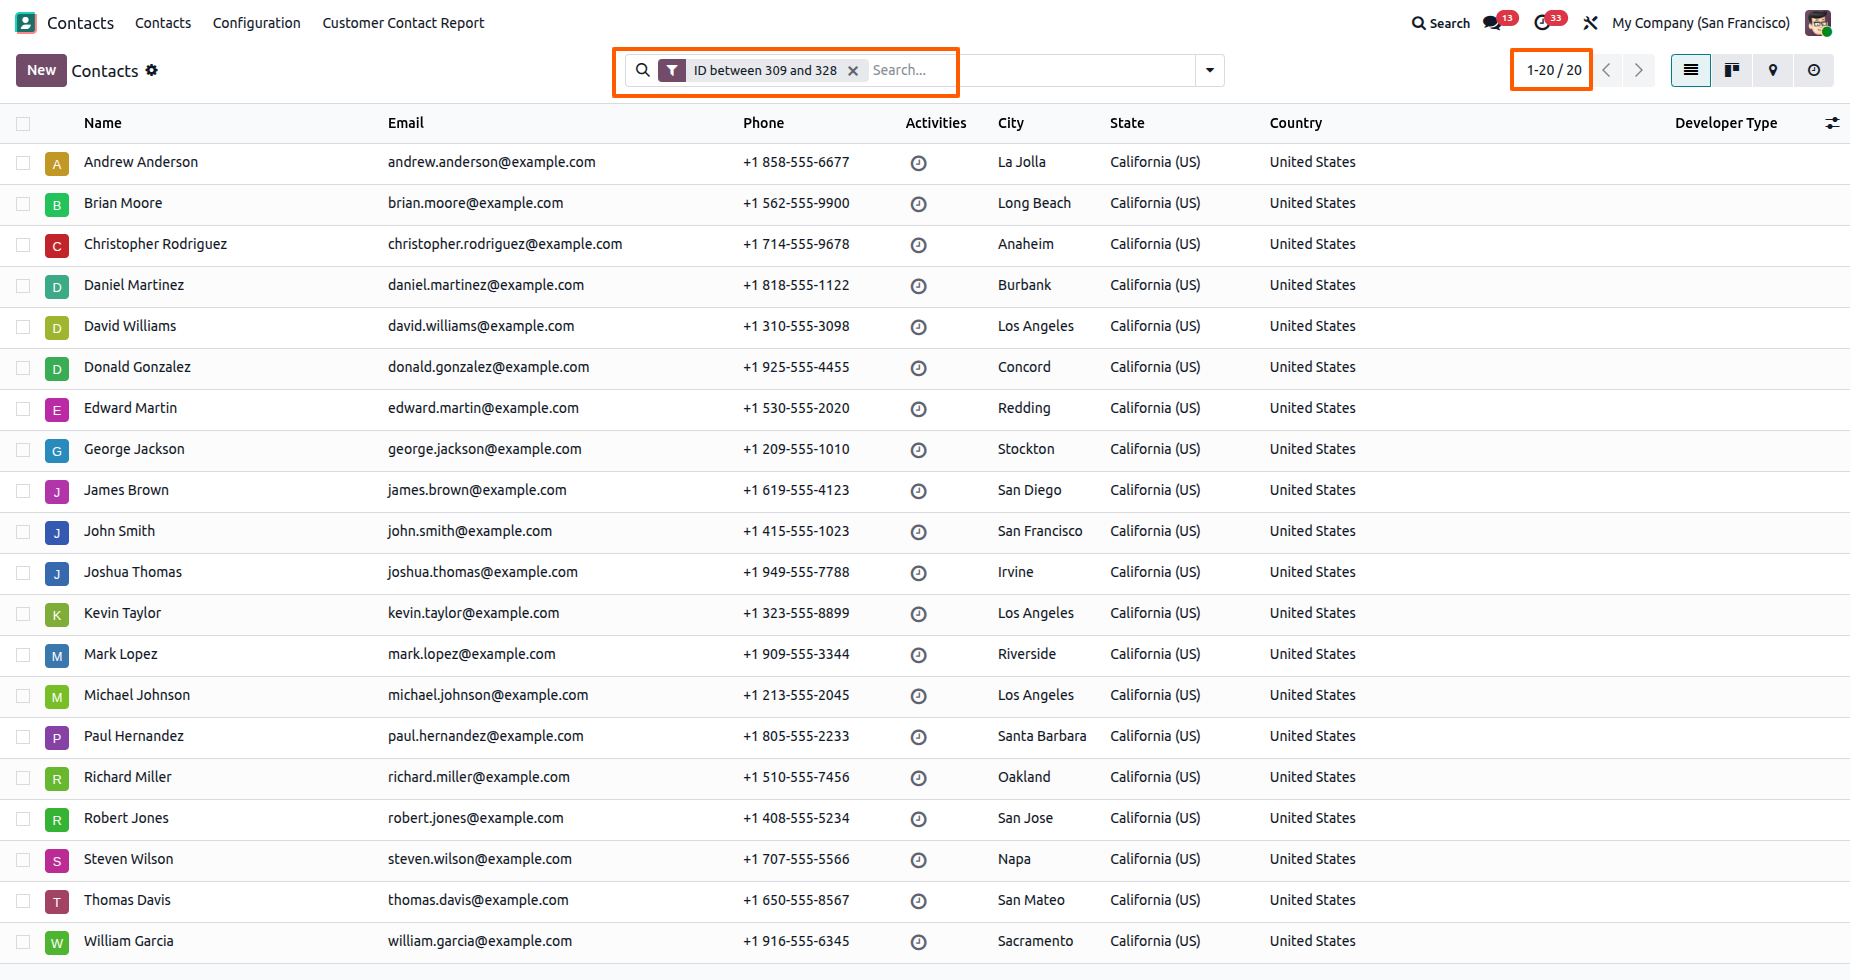 Contacts Contacts Configuration Customer Contact Report Search 13 33 My Company (San Francisco)
New Contacts ID between 309 and 328 Search... 1-20 / 20
Name Email Phone Activities City State Country Developer Type
A Andrew Anderson andrew.anderson@example.com +1 858-555-6677 La Jolla California (US) United States
B Brian Moore brian.moore@example.com +1 562-555-9900 Long Beach California (US) United States
C Christopher Rodriguez christopher.rodriguez@example.com +1 714-555-9678 Anaheim California (US) United States
D Daniel Martinez daniel.martinez@example.com +1 818-555-1122 Burbank California (US) United States
D David Williams david.williams@example.com +1 310-555-3098 Los Angeles California (US) United States
D Donald Gonzalez donald.gonzalez@example.com +1 925-555-4455 Concord California (US) United States
E Edward Martin edward.martin@example.com +1 530-555-2020 Redding California (US) United States
G George Jackson george.jackson@example.com +1 209-555-1010 Stockton California (US) United States
J James Brown james.brown@example.com +1 619-555-4123 San Diego California (US) United States
J John Smith john.smith@example.com +1 415-555-1023 San Francisco California (US) United States
J Joshua Thomas joshua.thomas@example.com +1 949-555-7788 Irvine California (US) United States
K Kevin Taylor kevin.taylor@example.com +1 323-555-8899 Los Angeles California (US) United States
M Mark Lopez mark.lopez@example.com +1 909-555-3344 Riverside California (US) United States
M Michael Johnson michael.johnson@example.com +1 213-555-2045 Los Angeles California (US) United States
P Paul Hernandez paul.hernandez@example.com +1 805-555-2233 Santa Barbara California (US) United States
R Richard Miller richard.miller@example.com +1 510-555-7456 Oakland California (US) United States
R Robert Jones robert.jones@example.com +1 408-555-5234 San Jose California (US) United States
S Steven Wilson steven.wilson@example.com +1 707-555-5566 Napa California (US) United States
T Thomas Davis thomas.davis@example.com +1 650-555-8567 San Mateo California (US) United States
W William Garcia william.garcia@example.com +1 916-555-6345 Sacramento California (US) United States